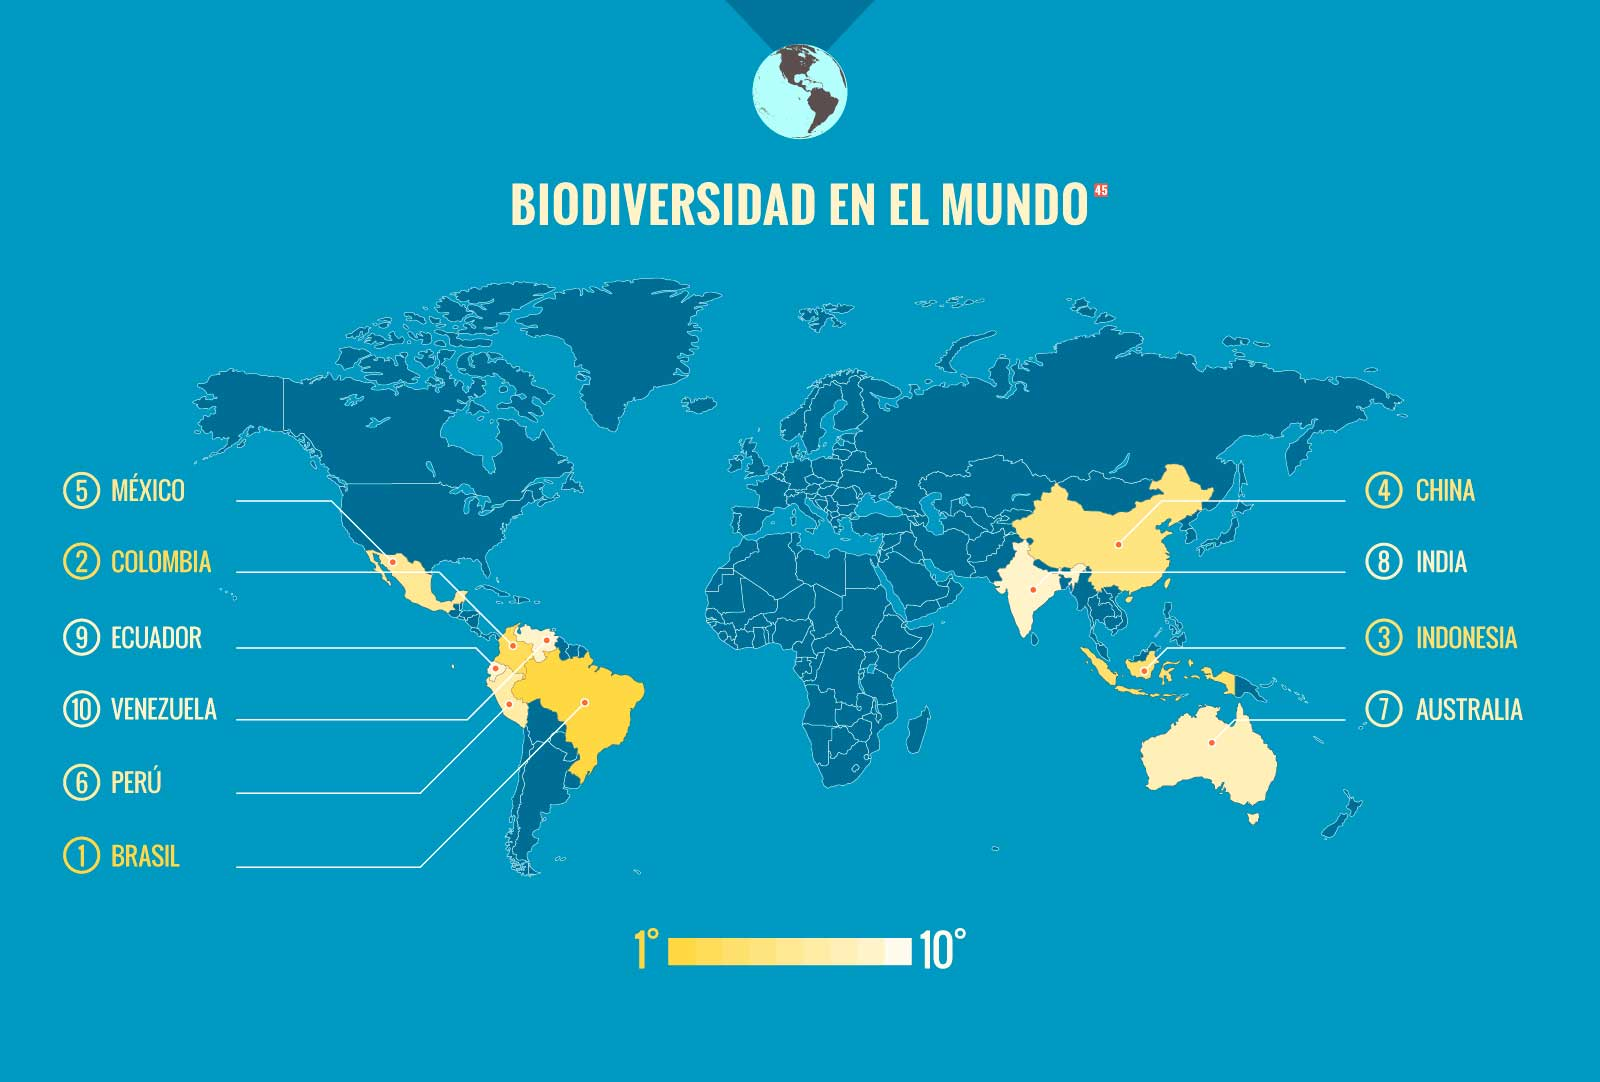 BIODIVERSIDAD EN EL MUNDO 45
5 MÉXICO
2 COLOMBIA
9 ECUADOR
10 VENEZUELA
6 PERÚ
1 BRASIL
4 CHINA
8 INDIA
3 INDONESIA
7 AUSTRALIA
1° 10°